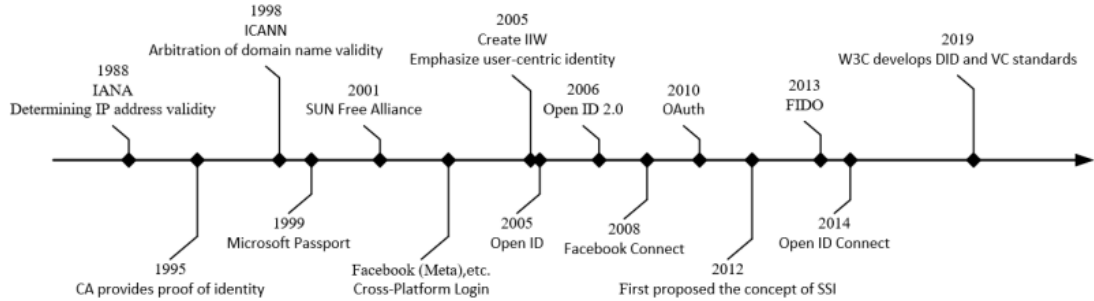 1988
IANA
Determining IP address validity
1995
CA provides proof of identity
1998
ICANN
Arbitration of domain name validity
1999
Microsoft Passport
2001
SUN Free Alliance
Facebook (Meta),etc.
Cross-Platform Login
2005
Create IIW
Emphasize user-centric identity
2005
Open ID
2006
Open ID 2.0
2008
Facebook Connect
2010
OAuth
2012
First proposed the concept of SSI
2013
FIDO
2014
Open ID Connect
2019
W3C develops DID and VC standards